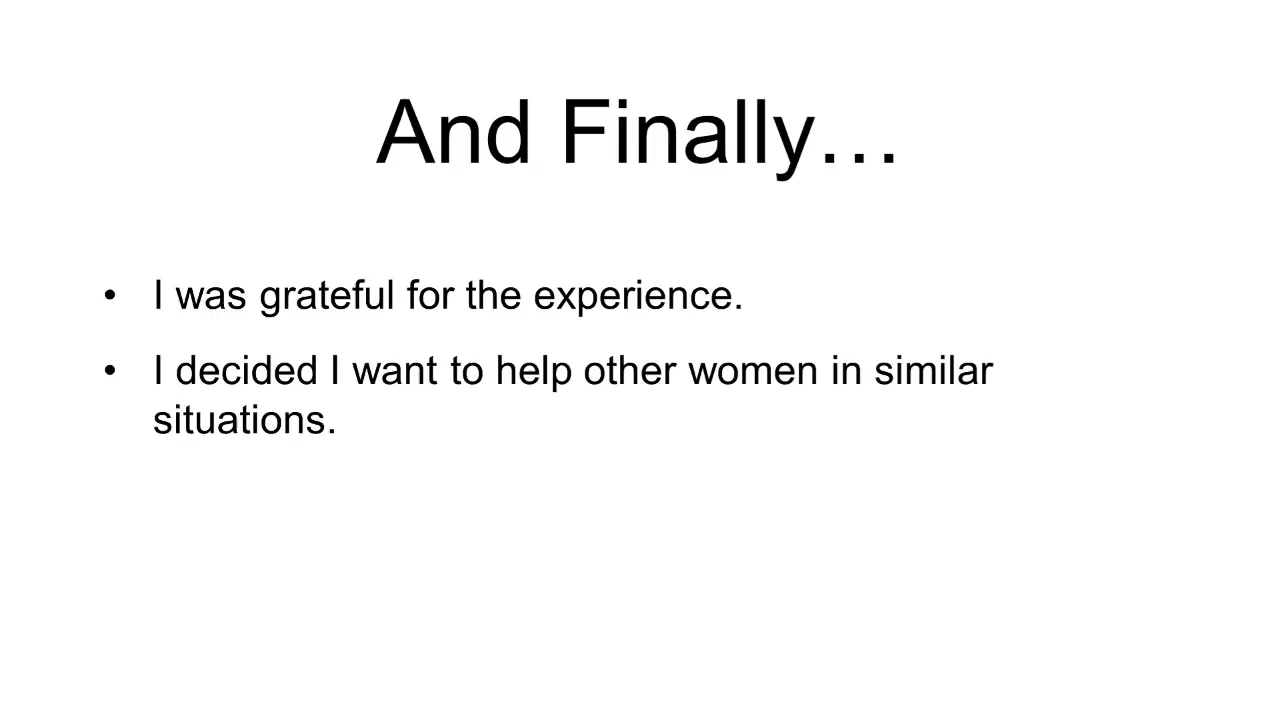 And Finally…
• I was grateful for the experience.
• I decided I want to help other women in similar
situations.